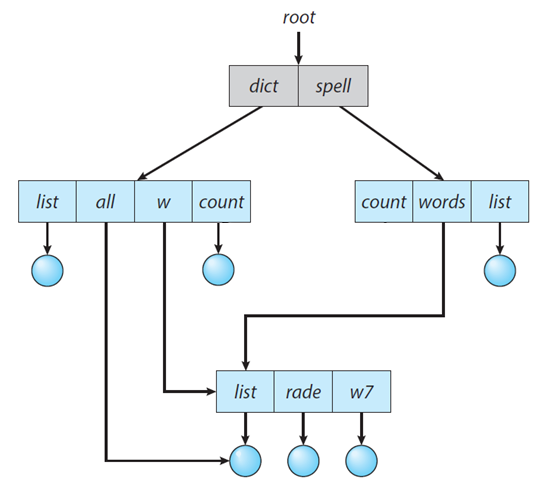 root
dict spell
list all w count
count words list
list rade w7